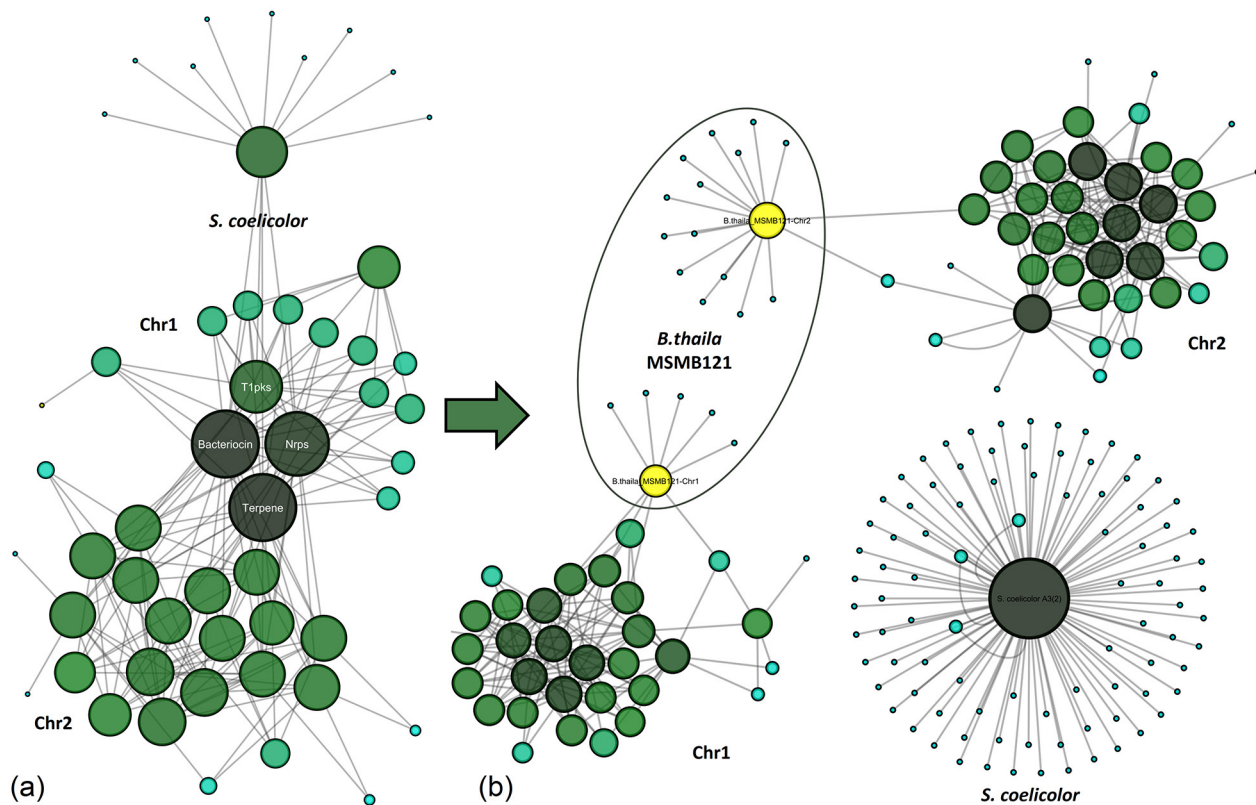 S. coelicolor
Chr1
T1pks
Bacteriocin
Nrps
Terpene
Chr2
(a)
B.thaila_MSMB121-Chr2
B.thaila
MSMB121
B.thaila_MSMB121-Chr1
Chr2
S. coelicolor A3(2)
Chr1
S. coelicolor
(b)